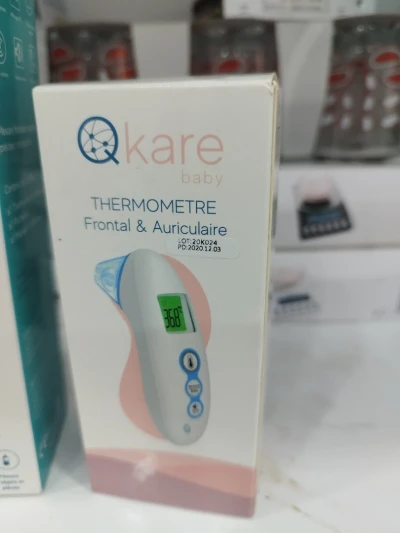 Qkare
baby
THERMOMETRE
Frontal & Auriculaire
LOT:20K024
PD:2020.12.03
36.8°